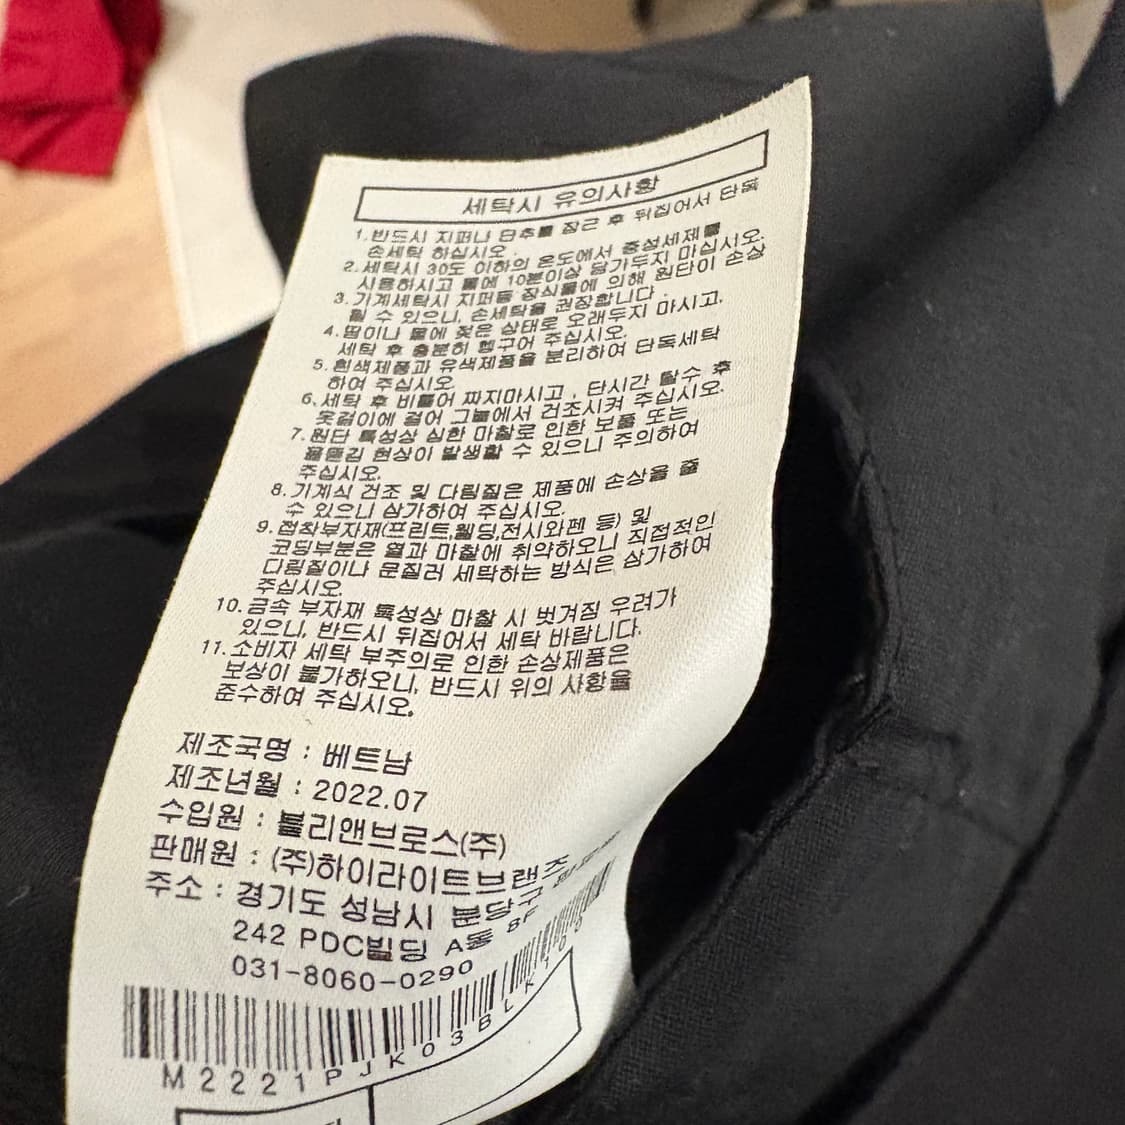 세탁시 유의사항
1. 반드시 지퍼나 단추를 잠근 후 뒤집어서 단독
손세탁 하십시오.
2. 세탁시 30도 이하의 온도에서 중성세제를
사용하시고 물에 10분이상 담가두지 마십시오.
3. 기계세탁시 지퍼등 장식물에 의해 원단이 손상
될 수 있으니, 손세탁을 권장합니다.
4. 땀이나 물에 젖은 상태로 오래두지 마시고,
세탁 후 충분히 헹구어 주십시오.
5. 흰색제품과 유색제품을 분리하여 단독세탁
하여 주십시오.
6. 세탁 후 비틀어 짜지마시고, 단시간 탈수 후
옷걸이에 걸어 그늘에서 건조시켜 주십시오.
7. 원단 특성상 심한 마찰로 인한 보풀 또는
올뜯김 현상이 발생할 수 있으니 주의하여
주십시오.
8. 기계식 건조 및 다림질은 제품에 손상을 줄
수 있으니 삼가하여 주십시오.
9. 접착부자재(프린트,웰딩,전시와펜 등) 및
코딩부분은 열과 마찰에 취약하오니 직접적인
다림질이나 문질러 세탁하는 방식은 삼가하여
주십시오.
10. 금속 부자재 특성상 마찰 시 벗겨짐 우려가
있으니, 반드시 뒤집어서 세탁 바랍니다.
11. 소비자 세탁 부주의로 인한 손상제품은
보상이 불가하오니, 반드시 위의 사항을
준수하여 주십시오.
제조국명 : 베트남
제조년월 : 2022.07
수입원 : 볼리앤브로스(주)
판매원 : (주)하이라이트브랜즈
주소 : 경기도 성남시 분당구
242 PDC빌딩 A동 8F
031-8060-0290
M2221PJK03BLK